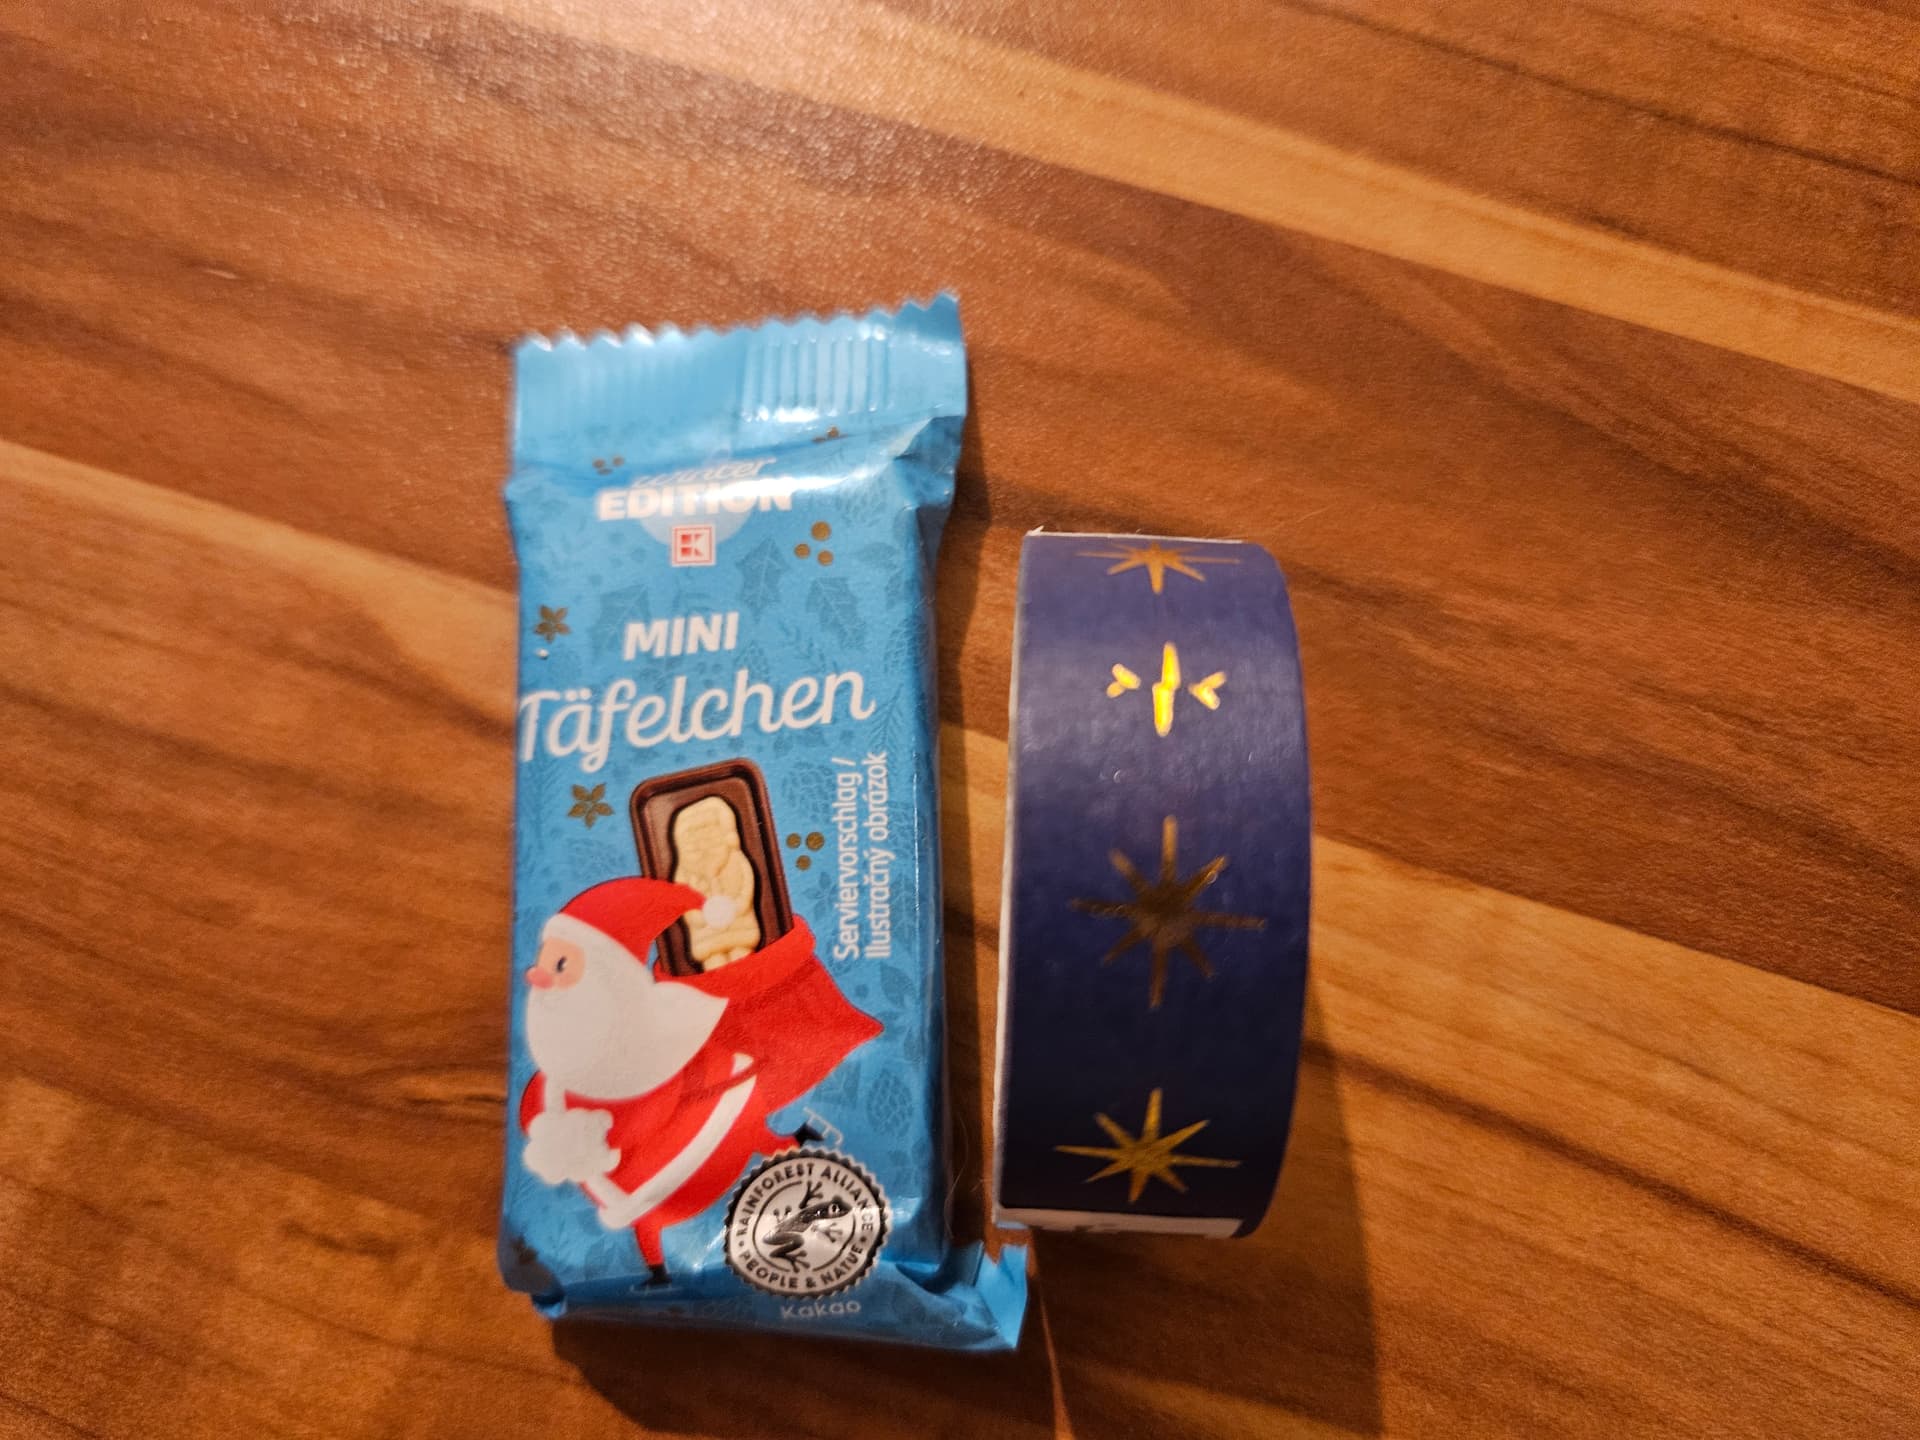 winter
EDITION
K
MINI
Täfelchen
Serviervorschlag /
Ilustračný obrázok
RAINFOREST ALLIANCE
PEOPLE & NATURE
Kakao